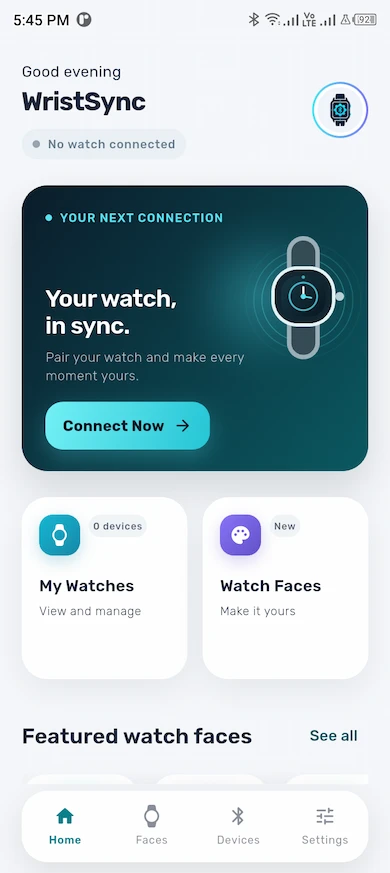 5:45 PM
Vo
LTE
92
Good evening
WristSync
No watch connected
YOUR NEXT CONNECTION
Your watch,
in sync.
Pair your watch and make every
moment yours.
Connect Now
0 devices
My Watches
View and manage
New
Watch Faces
Make it yours
Featured watch faces
See all
Home
Faces
Devices
Settings